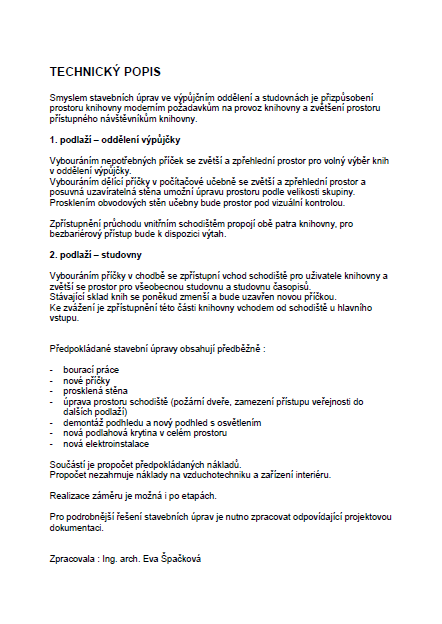 TECHNICKÝ POPIS
Smyslem stavebních úprav ve výpůjčním oddělení a studovnách je přizpůsobení
prostoru knihovny moderním požadavkům na provoz knihovny a zvětšení prostoru
přístupného návštěvníkům knihovny.
1. podlaží – oddělení výpůjčky
Vybouráním nepotřebných příček se zvětší a zpřehlední prostor pro volný výběr knih
v oddělení výpůjčky.
Vybouráním dělící příčky v počítačové učebně se zvětší a zpřehlední prostor a
posuvná uzavíratelná stěna umožní úpravu prostoru podle velikosti skupiny.
Prosklením obvodových stěn učebny bude prostor pod vizuální kontrolou.
Zpřístupnění průchodu vnitřním schodištěm propojí obě patra knihovny, pro
bezbariérový přístup bude k dispozici výtah.
2. podlaží – studovny
Vybouráním příčky v chodbě se zpřístupní vchod schodiště pro uživatele knihovny a
zvětší se prostor pro všeobecnou studovnu a studovnu časopisů.
Stávající sklad knih se poněkud zmenší a bude uzavřen novou příčkou.
Ke zvážení je zpřístupnění této části knihovny vchodem od schodiště u hlavního
vstupu.
Předpokládané stavební úpravy obsahují předběžně :
- bourací práce
- nové příčky
- prosklená stěna
- úprava prostoru schodiště (požární dveře, zamezení přístupu veřejnosti do
dalších podlaží)
- demontáž podhledu a nový podhled s osvětlením
- nová podlahová krytina v celém prostoru
- nová elektroinstalace
Součástí je propočet předpokládaných nákladů.
Propočet nezahrnuje náklady na vzduchotechniku a zařízení interiéru.
Realizace záměru je možná i po etapách.
Pro podrobnější řešení stavebních úprav je nutno zpracovat odpovídající projektovou
dokumentaci.
Zpracovala : Ing. arch. Eva Špačková